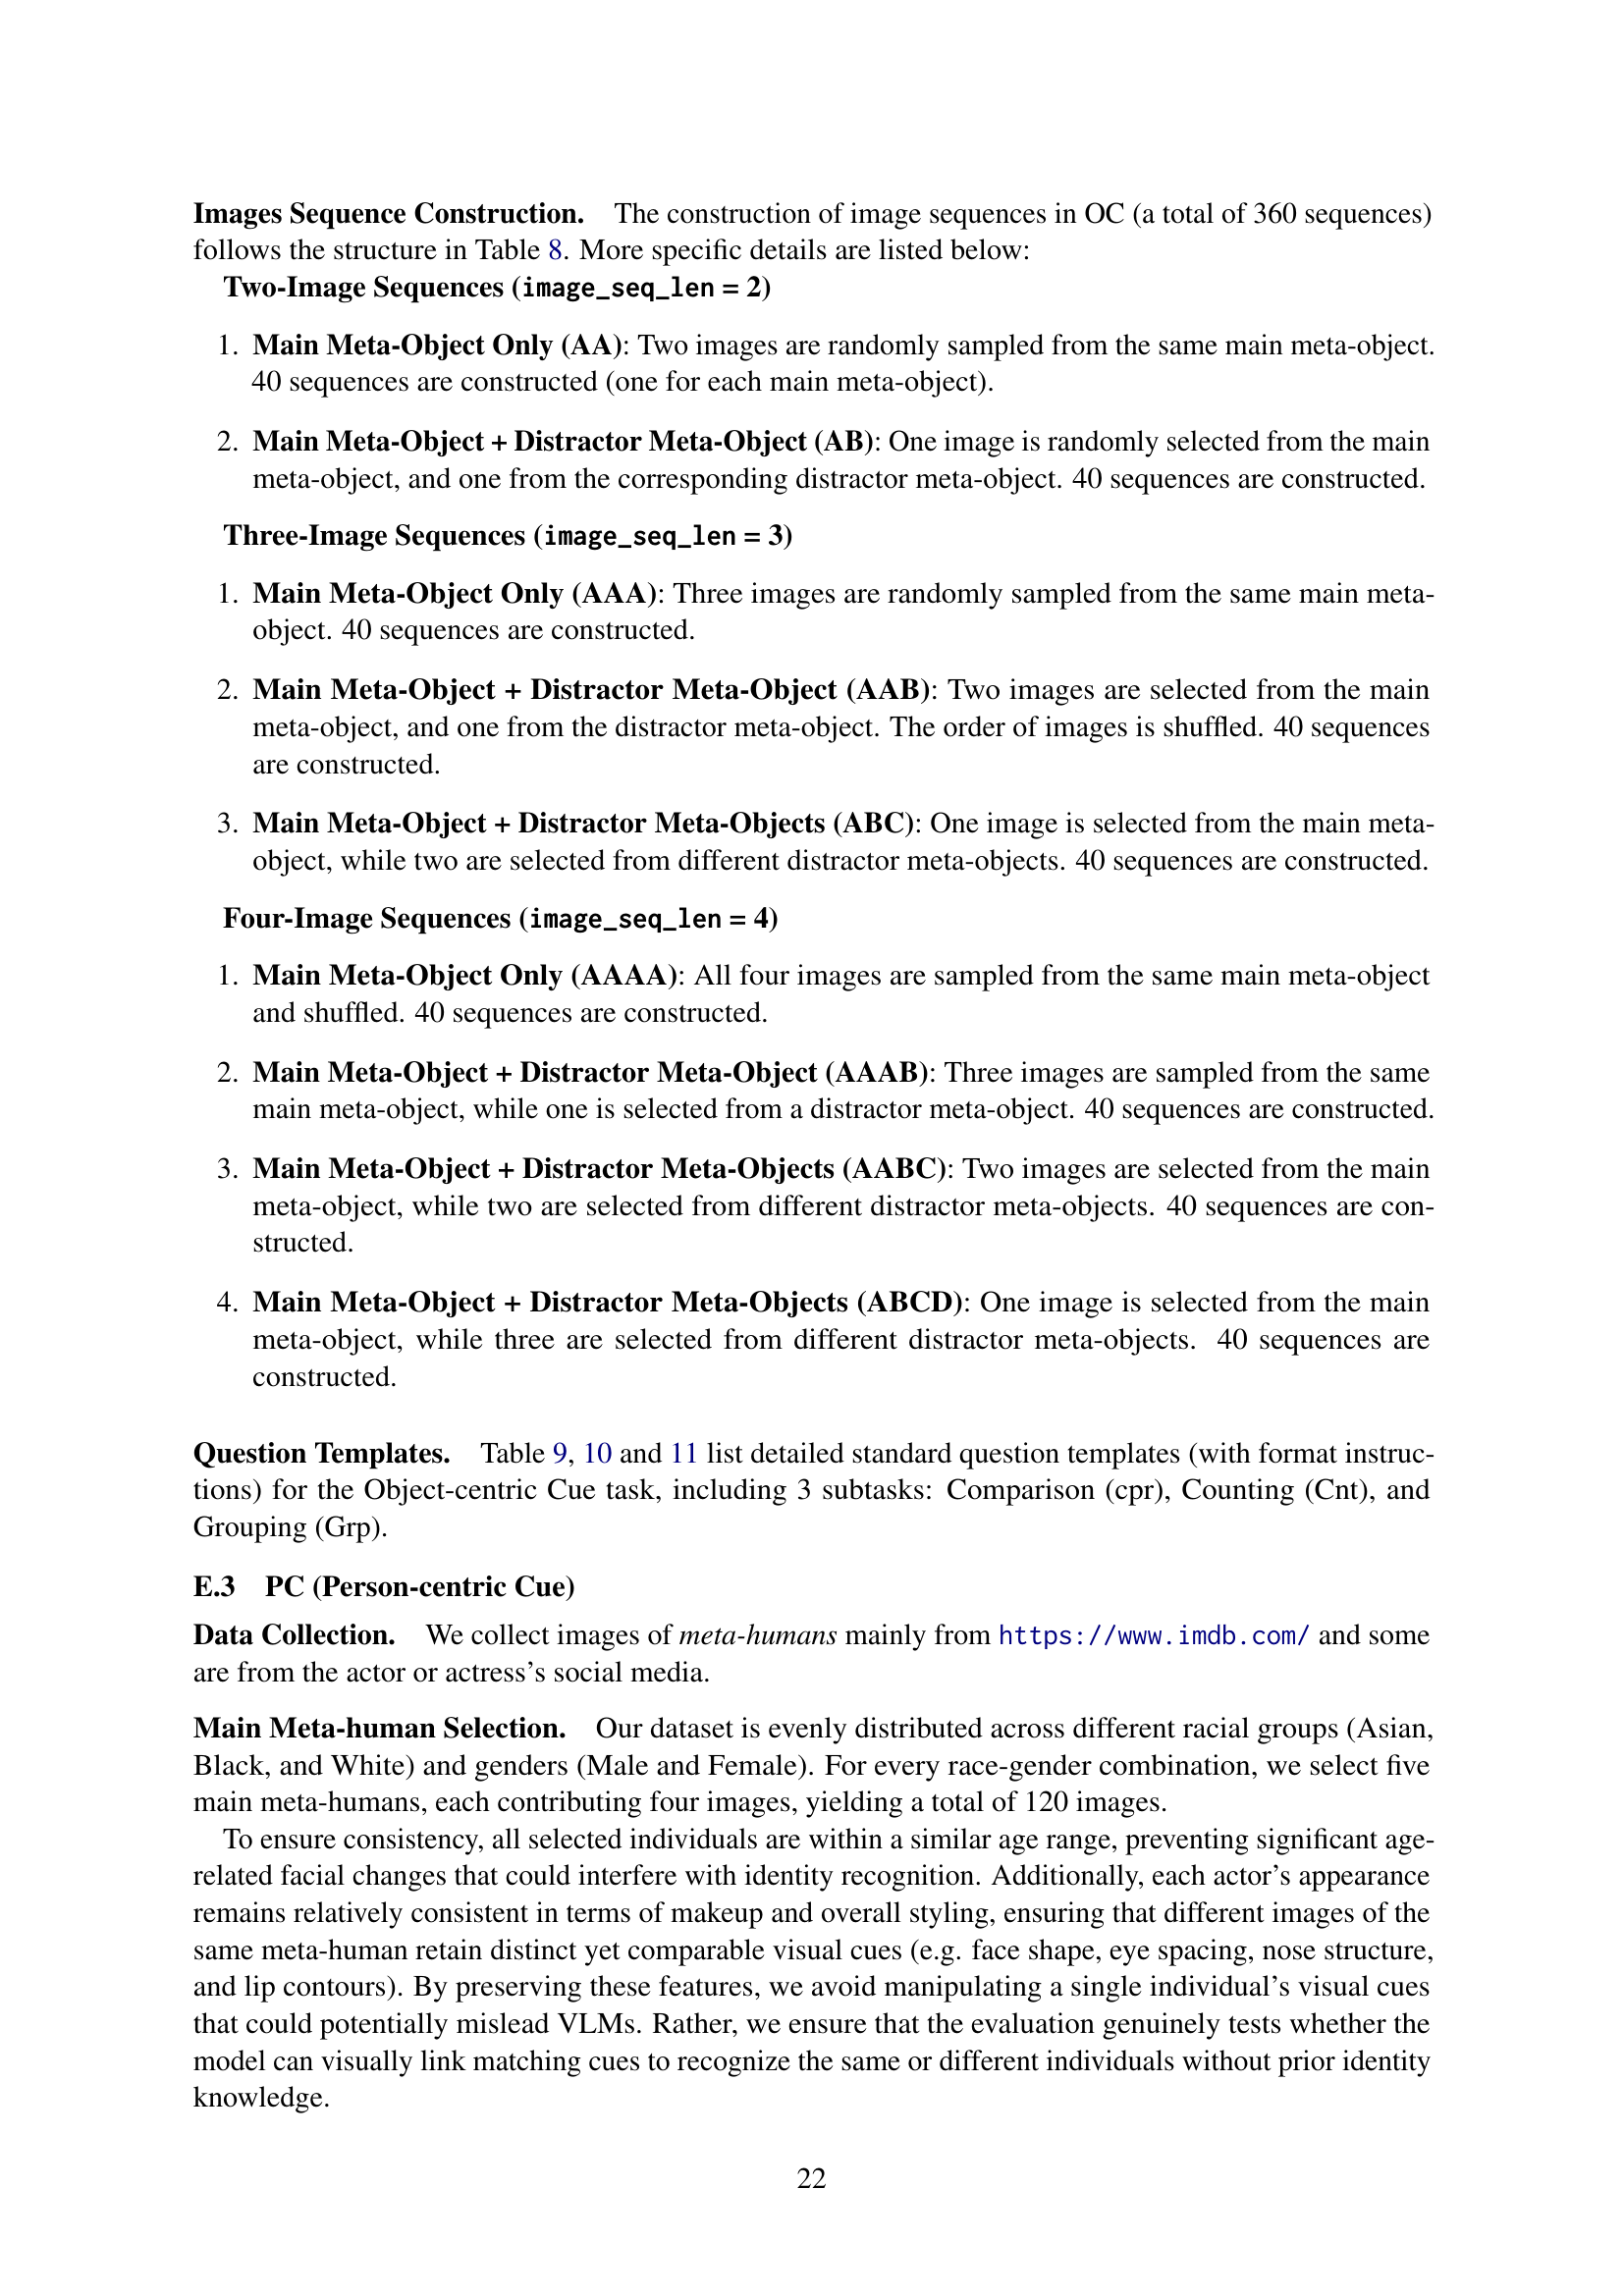 Images Sequence Construction. The construction of image sequences in OC (a total of 360 sequences)
follows the structure in Table 8. More specific details are listed below:
Two-Image Sequences (image_seq_len = 2)
1. Main Meta-Object Only (AA): Two images are randomly sampled from the same main meta-object.
40 sequences are constructed (one for each main meta-object).
2. Main Meta-Object + Distractor Meta-Object (AB): One image is randomly selected from the main
meta-object, and one from the corresponding distractor meta-object. 40 sequences are constructed.
Three-Image Sequences (image_seq_len = 3)
1. Main Meta-Object Only (AAA): Three images are randomly sampled from the same main meta-
object. 40 sequences are constructed.
2. Main Meta-Object + Distractor Meta-Object (AAB): Two images are selected from the main
meta-object, and one from the distractor meta-object. The order of images is shuffled. 40 sequences
are constructed.
3. Main Meta-Object + Distractor Meta-Objects (ABC): One image is selected from the main meta-
object, while two are selected from different distractor meta-objects. 40 sequences are constructed.
Four-Image Sequences (image_seq_len = 4)
1. Main Meta-Object Only (AAAA): All four images are sampled from the same main meta-object
and shuffled. 40 sequences are constructed.
2. Main Meta-Object + Distractor Meta-Object (AAAB): Three images are sampled from the same
main meta-object, while one is selected from a distractor meta-object. 40 sequences are constructed.
3. Main Meta-Object + Distractor Meta-Objects (AABC): Two images are selected from the main
meta-object, while two are selected from different distractor meta-objects. 40 sequences are con-
structed.
4. Main Meta-Object + Distractor Meta-Objects (ABCD): One image is selected from the main
meta-object, while three are selected from different distractor meta-objects. 40 sequences are
constructed.
Question Templates. Table 9, 10 and 11 list detailed standard question templates (with format instruc-
tions) for the Object-centric Cue task, including 3 subtasks: Comparison (cpr), Counting (Cnt), and
Grouping (Grp).
E.3 PC (Person-centric Cue)
Data Collection. We collect images of meta-humans mainly from https://www.imdb.com/ and some
are from the actor or actress's social media.
Main Meta-human Selection. Our dataset is evenly distributed across different racial groups (Asian,
Black, and White) and genders (Male and Female). For every race-gender combination, we select five
main meta-humans, each contributing four images, yielding a total of 120 images.
To ensure consistency, all selected individuals are within a similar age range, preventing significant age-
related facial changes that could interfere with identity recognition. Additionally, each actor's appearance
remains relatively consistent in terms of makeup and overall styling, ensuring that different images of the
same meta-human retain distinct yet comparable visual cues (e.g. face shape, eye spacing, nose structure,
and lip contours). By preserving these features, we avoid manipulating a single individual's visual cues
that could potentially mislead VLMs. Rather, we ensure that the evaluation genuinely tests whether the
model can visually link matching cues to recognize the same or different individuals without prior identity
knowledge.
22